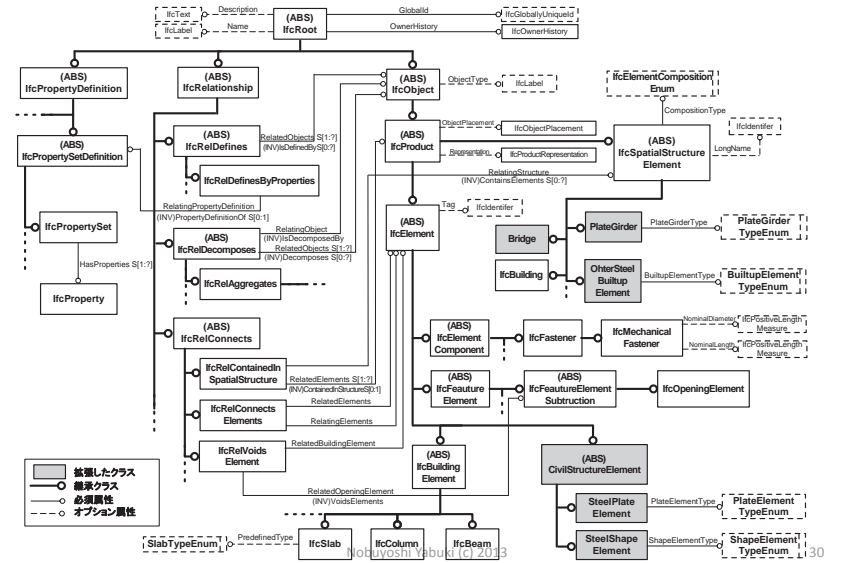 IfcText
Description
IfcLabel
Name
(ABS)
IfcRoot
GlobalId
OwnerHistory
IfcGloballyUniqueId
IfcOwnerHistory
(ABS)
IfcPropertyDefinition
(ABS)
IfcRelationship
(ABS)
IfcObject
ObjectType
IfcLabel
IfcElementComposition
Enum
CompositionType
(ABS)
IfcPropertySetDefinition
(ABS)
IfcRelDefines
RelatedObjects S[1:?]
(INV)IsDefinedByS[0:?]
(ABS)
IfcProduct
ObjectPlacement
IfcObjectPlacement
Representation
IfcProductRepresentation
(ABS)
IfcSpatialStructure
Element
IfcIdentifer
LongName
IfcRelDefinesByProperties
RelatingStructure
(INV)ContainsElements S[0:?]
RelatingPropertyDefinition
(INV)PropertyDefinitionOf S[0:1]
IfcPropertySet
HasProperties S[1:?]
IfcProperty
(ABS)
IfcRelDecomposes
RelatingObject
(INV)IsDecomposedBy
RelatedObjects S[1:?]
(INV)Decomposes S[0:?]
IfcRelAggregates
(ABS)
IfcElement
Tag
IfcIdentifer
Bridge
IfcBuilding
PlateGirder
PlateGirderType
PlateGirder
TypeEnum
OhterSteel
Builtup
Element
BuiltupElementType
BuiltupElement
TypeEnum
(ABS)
IfcRelConnects
(ABS)
IfcElement
Component
IfcFastener
IfcMechanical
Fastener
NominalDiameter
IfcPositiveLength
Measure
NominalLength
IfcPositiveLength
Measure
IfcRelContainedIn
SpatialStructure
RelatedElements S[1:?]
(INV)ContainedInStructureS[0:1]
(ABS)
IfcFeauture
Element
(ABS)
IfcFeautureElement
Subtruction
IfcOpeningElement
IfcRelConnects
Elements
RelatedElements
RelatingElements
IfcRelVoids
Element
RelatedBuildingElement
RelatedOpeningElement
(INV)VoidsElements
(ABS)
IfcBuilding
Element
(ABS)
CivilStructureElement
SteelPlate
Element
PlateElementType
PlateElement
TypeEnum
SteelShape
Element
ShapeElementType
ShapeElement
TypeEnum
拡張したクラス
継承クラス
必須属性
オプション属性
SlabTypeEnum
PredefinedType
IfcSlab
IfcColumn
IfcBeam
Nobuyoshi Yabuki (c) 2013
30